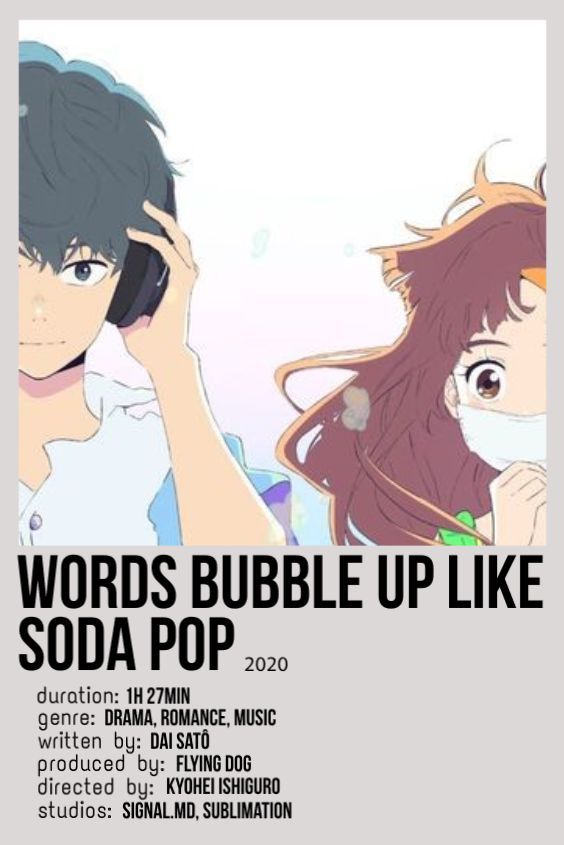 WORDS BUBBLE UP LIKE
SODA POP 2020
duration: 1H 27MIN
genre: DRAMA, ROMANCE, MUSIC
written by: DAI SATÔ
produced by: FLYING DOG
directed by: KYOHEI ISHIGURO
studios: SIGNAL.MD, SUBLIMATION